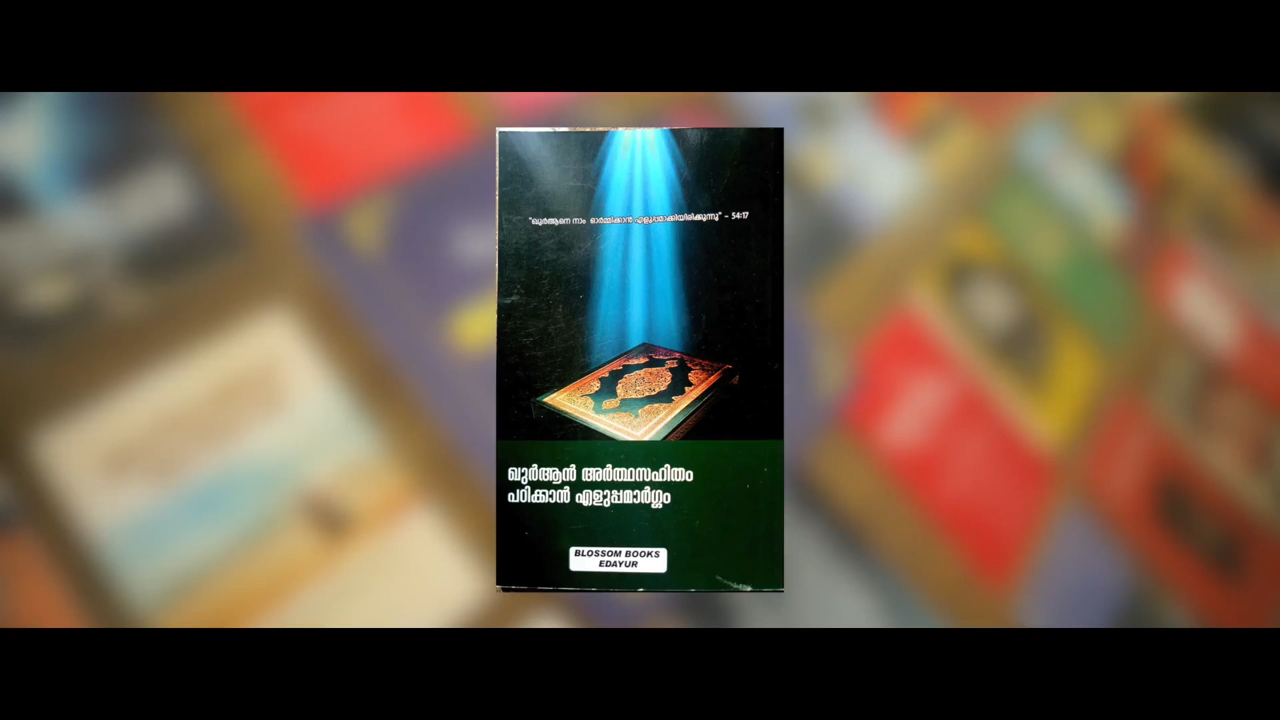 "ഖുർആനെ നാം ഓർമ്മിക്കാൻ എളുപ്പമാക്കിയിരിക്കുന്നു" – 54:17
ഖുർആൻ അർത്ഥസഹിതം
പഠിക്കാൻ എളുപ്പമാർഗ്ഗം
BLOSSOM BOOKS
EDAYUR